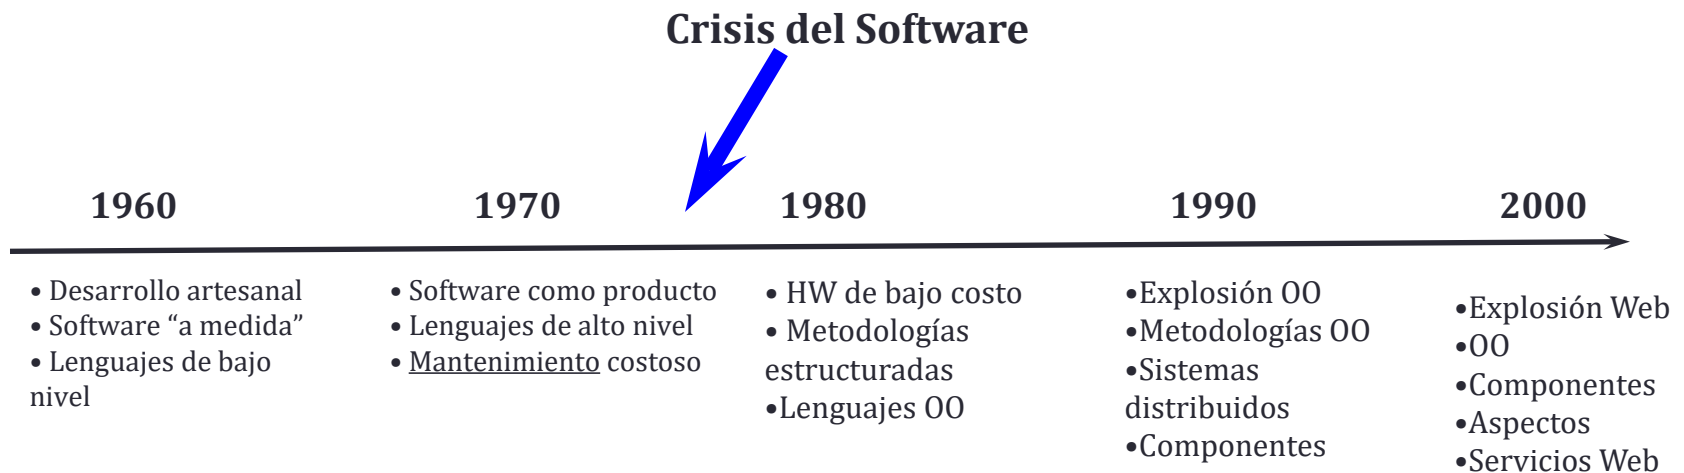 Crisis del Software
1960
1970
1980
1990
2000
• Desarrollo artesanal
• Software “a medida”
• Lenguajes de bajo
nivel
• Software como producto
• Lenguajes de alto nivel
• Mantenimiento costoso
• HW de bajo costo
• Metodologías
estructuradas
•Lenguajes OO
•Explosión OO
•Metodologías OO
•Sistemas
distribuidos
•Componentes
•Explosión Web
•OO
•Componentes
•Aspectos
•Servicios Web